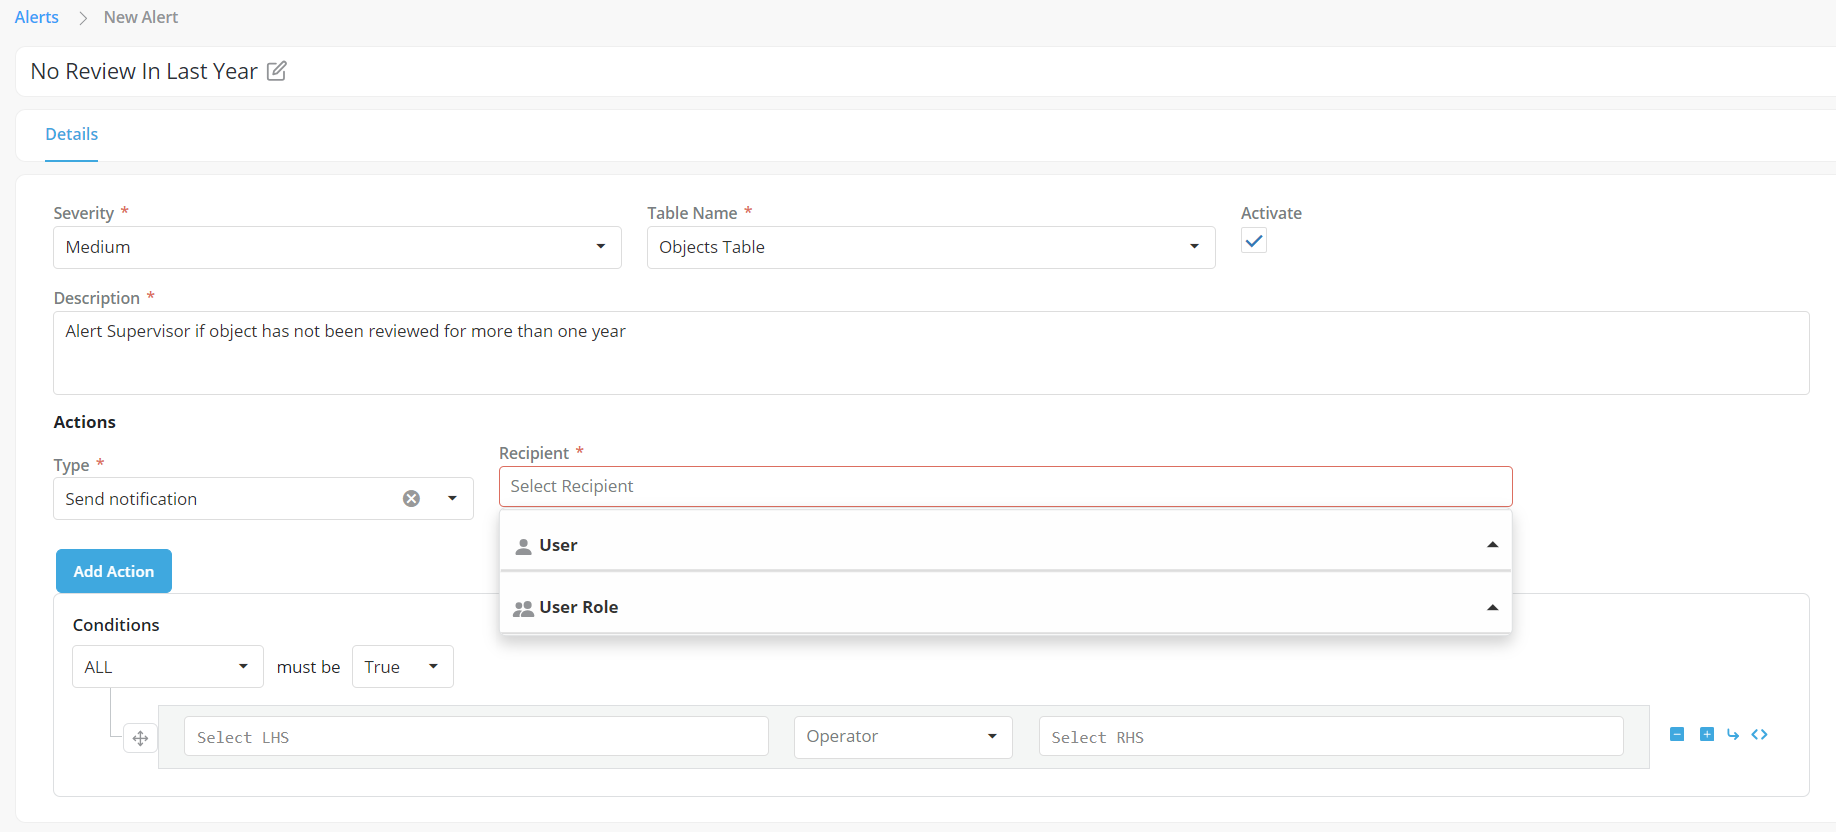 Alerts > New Alert
No Review In Last Year
Details
Severity *
Table Name *
Activate
Medium
Objects Table
Description *
Alert Supervisor if object has not been reviewed for more than one year
Actions
Type *
Recipient *
Send notification
Select Recipient
User
User Role
Add Action
Conditions
ALL must be True
Select LHS
Operator
Select RHS